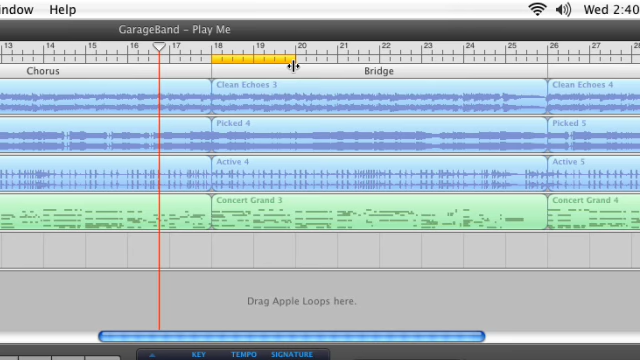 indow Help Wed 2:40
GarageBand – Play Me
13 14 15 16 17 18 19 20 21 22 23 24 25 26 27 28
Chorus Bridge
Clean Echoes 3 Clean Echoes 4
Picked 4 Picked 5
Active 4 Active 5
Concert Grand 3 Concert Grand 4
Drag Apple Loops here.
KEY TEMPO SIGNATURE